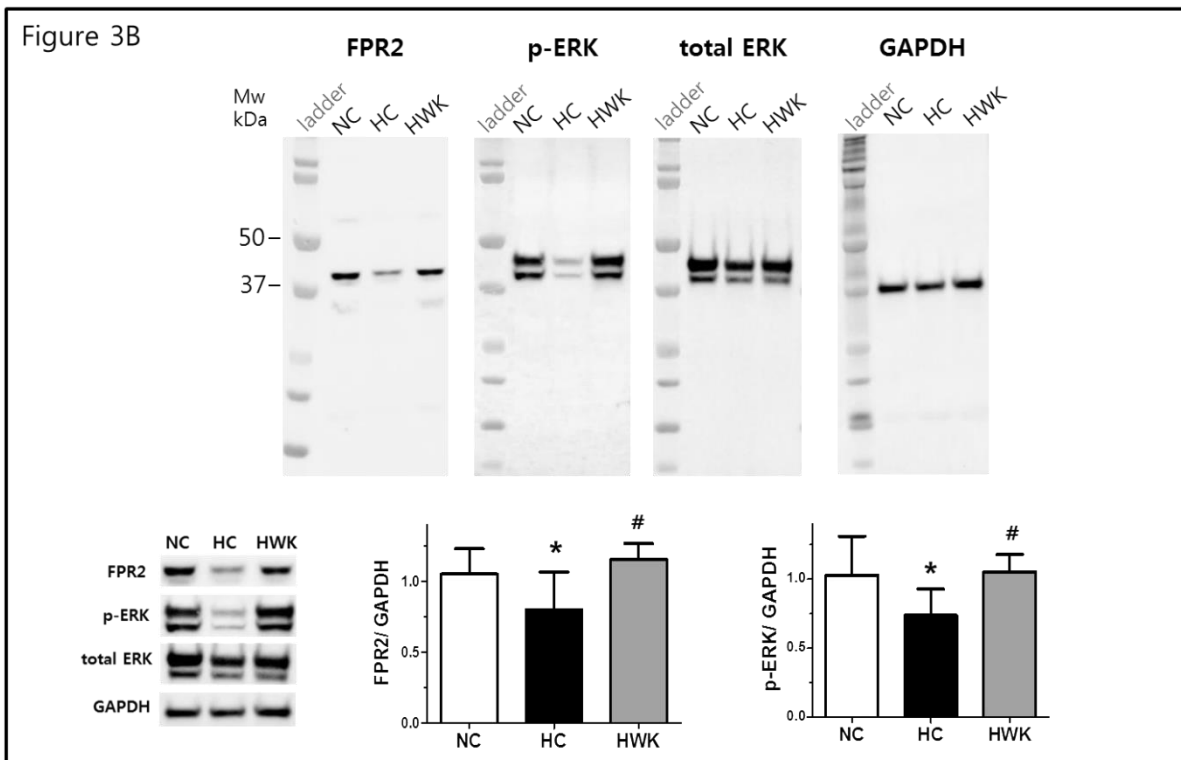 Figure 3B
FPR2 p-ERK total ERK GAPDH
Mw
kDa
ladder NC HC HWK
ladder NC HC HWK
ladder NC HC HWK
ladder NC HC HWK
50
37
NC HC HWK
FPR2
p-ERK
total ERK
GAPDH
FPR2/ GAPDH
1.0
0.5
0.0
* #
NC HC HWK
p-ERK/ GAPDH
1.0
0.5
0.0
* #
NC HC HWK